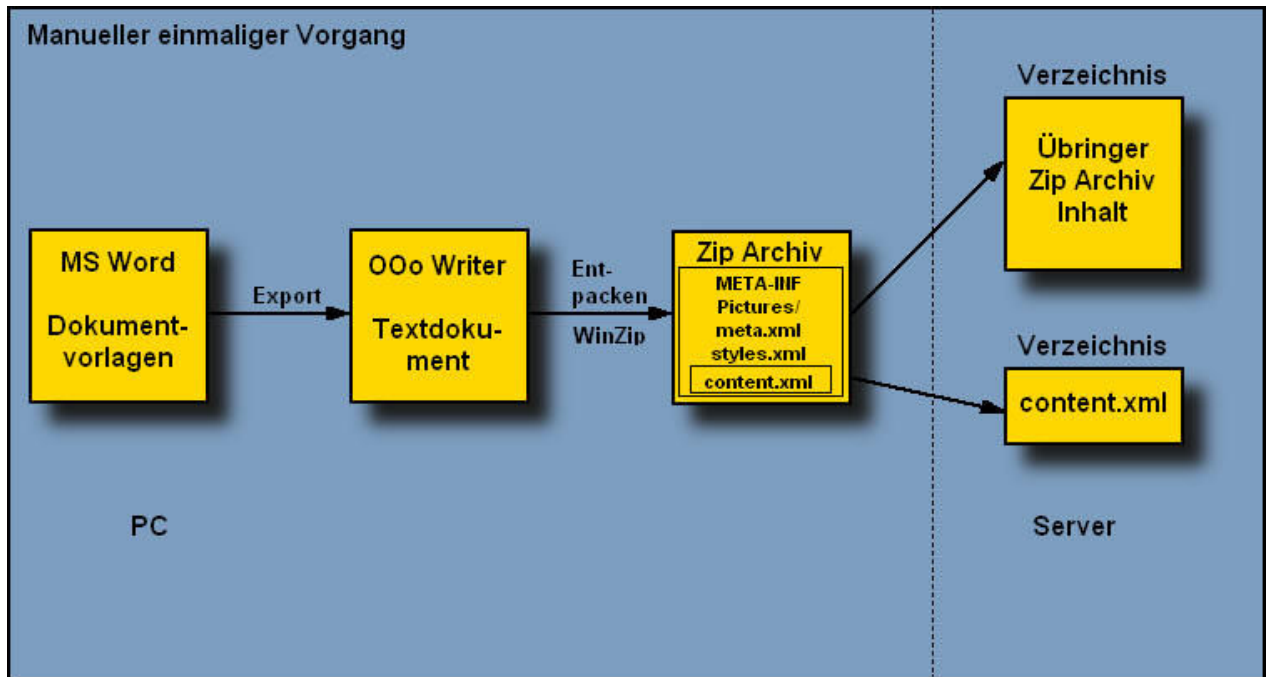 Manueller einmaliger Vorgang
MS Word
Dokument-
vorlagen
Export
OOo Writer
Textdoku-
ment
Ent-
packen
WinZip
Zip Archiv
META-INF
Pictures/
meta.xml
styles.xml
content.xml
Verzeichnis
Übringer
Zip Archiv
Inhalt
Verzeichnis
content.xml
PC
Server